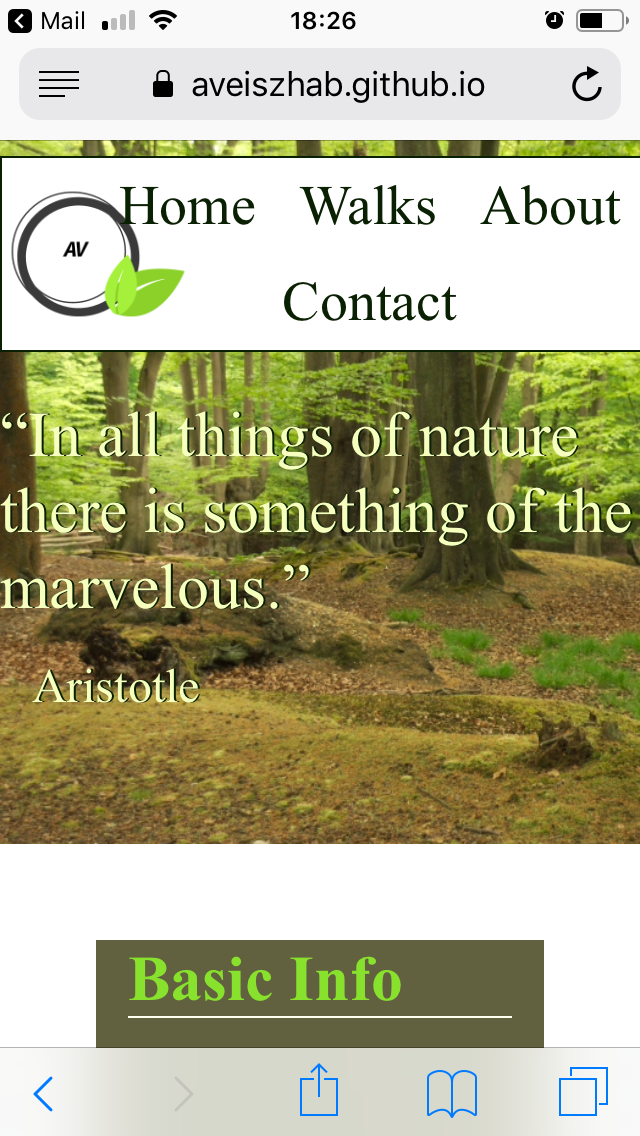 Mail 18:26
aveiszhab.github.io
AV
Home Walks About
Contact
“In all things of nature
there is something of the
marvelous.”
Aristotle
Basic Info